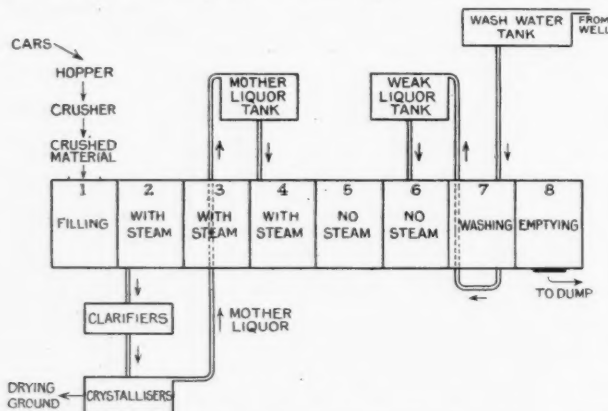 WASH WATER
TANK
FROM
WELL
CARS
HOPPER
CRUSHER
CRUSHED
MATERIAL
MOTHER
LIQUOR
TANK
WEAK
LIQUOR
TANK
1
FILLING
2
WITH
STEAM
3
WITH
STEAM
4
WITH
STEAM
5
NO
STEAM
6
NO
STEAM
7
WASHING
8
EMPTYING
TO DUMP
CLARIFIERS
MOTHER
LIQUOR
DRYING
GROUND
CRYSTALLISERS